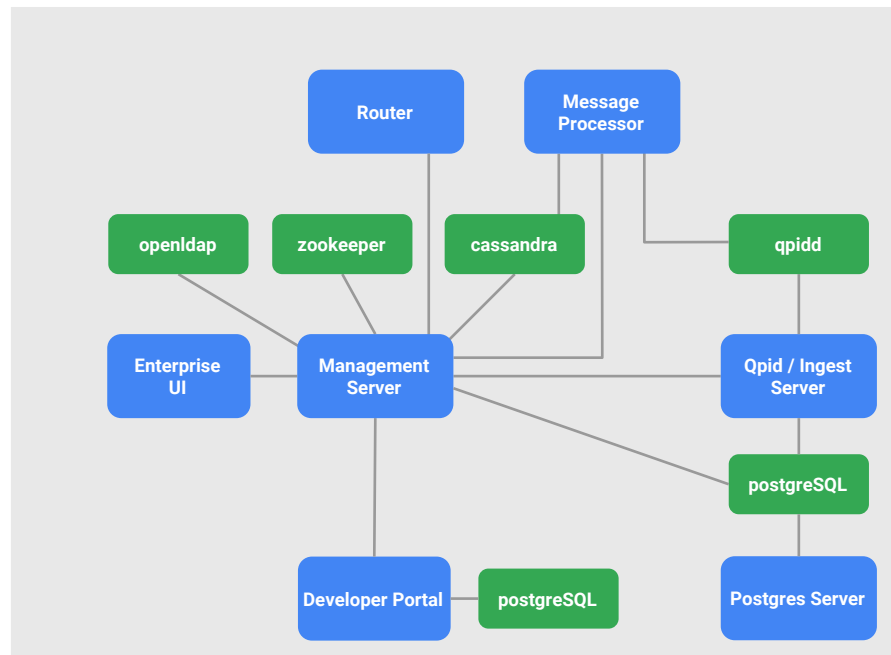 Router
Message
Processor
openldap
zookeeper
cassandra
qpidd
Enterprise
UI
Management
Server
Qpid / Ingest
Server
postgreSQL
Developer Portal
postgreSQL
Postgres Server